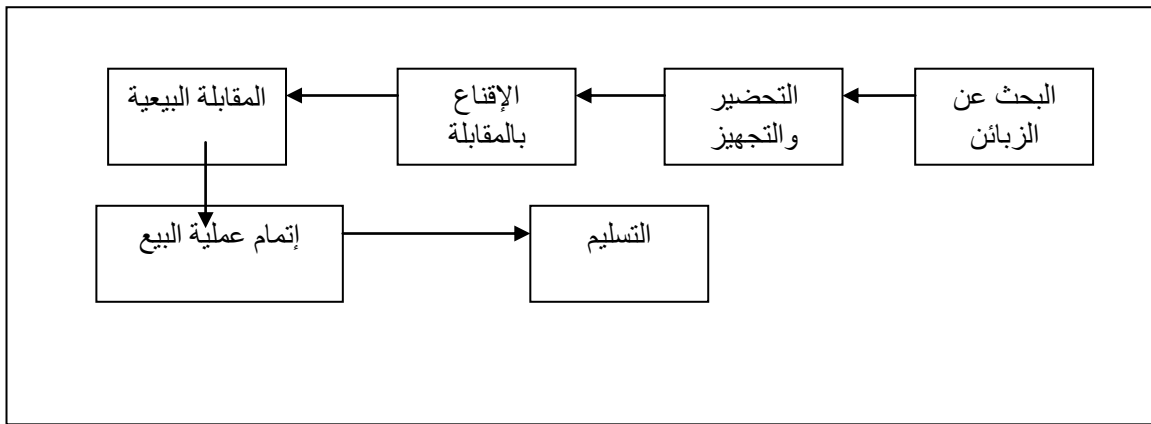 البحث عن
الزبائن
التحضير
والتجهيز
الإقناع
بالمقابلة
المقابلة البيعية
إتمام عملية البيع
التسليم